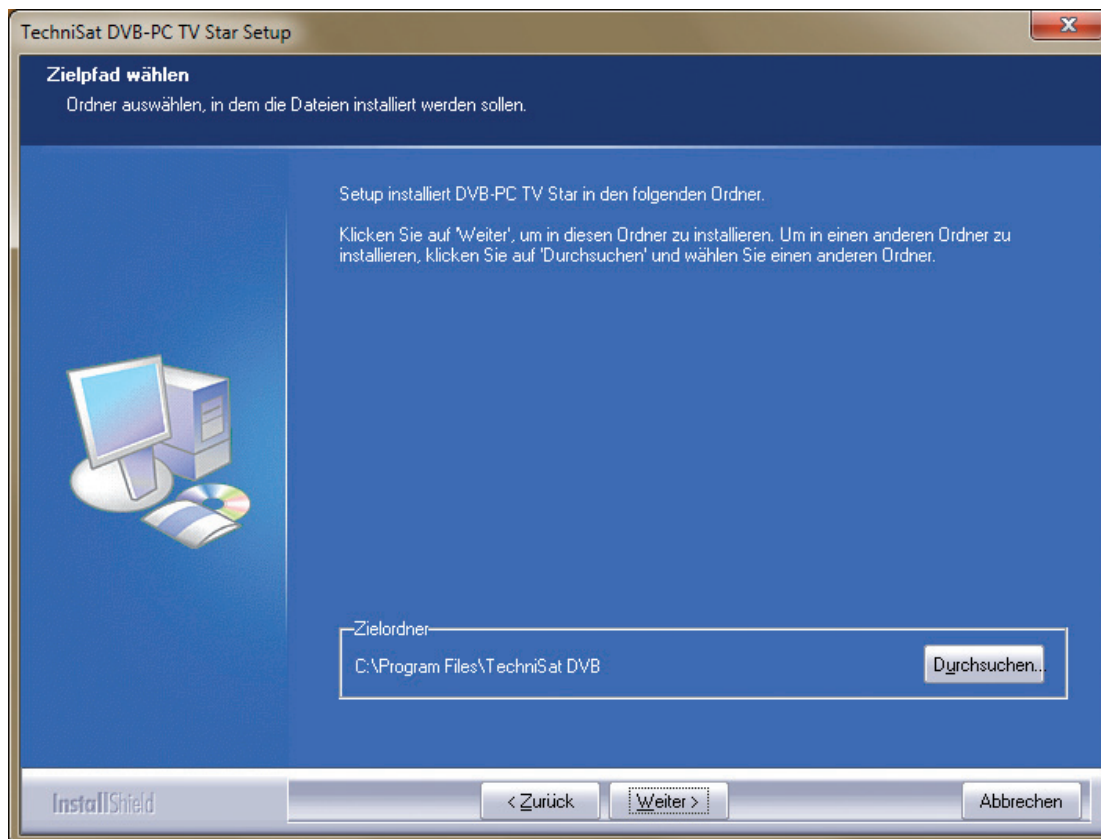 TechniSat DVB-PC TV Star Setup
Zielpfad wählen
Ordner auswählen, in dem die Dateien installiert werden sollen.
Setup installiert DVB-PC TV Star in den folgenden Ordner.
Klicken Sie auf 'Weiter', um in diesen Ordner zu installieren. Um in einen anderen Ordner zu
installieren, klicken Sie auf 'Durchsuchen' und wählen Sie einen anderen Ordner.
Zielordner
C:\Program Files\TechniSat DVB
Durchsuchen...
InstallShield
< Zurück
Weiter >
Abbrechen